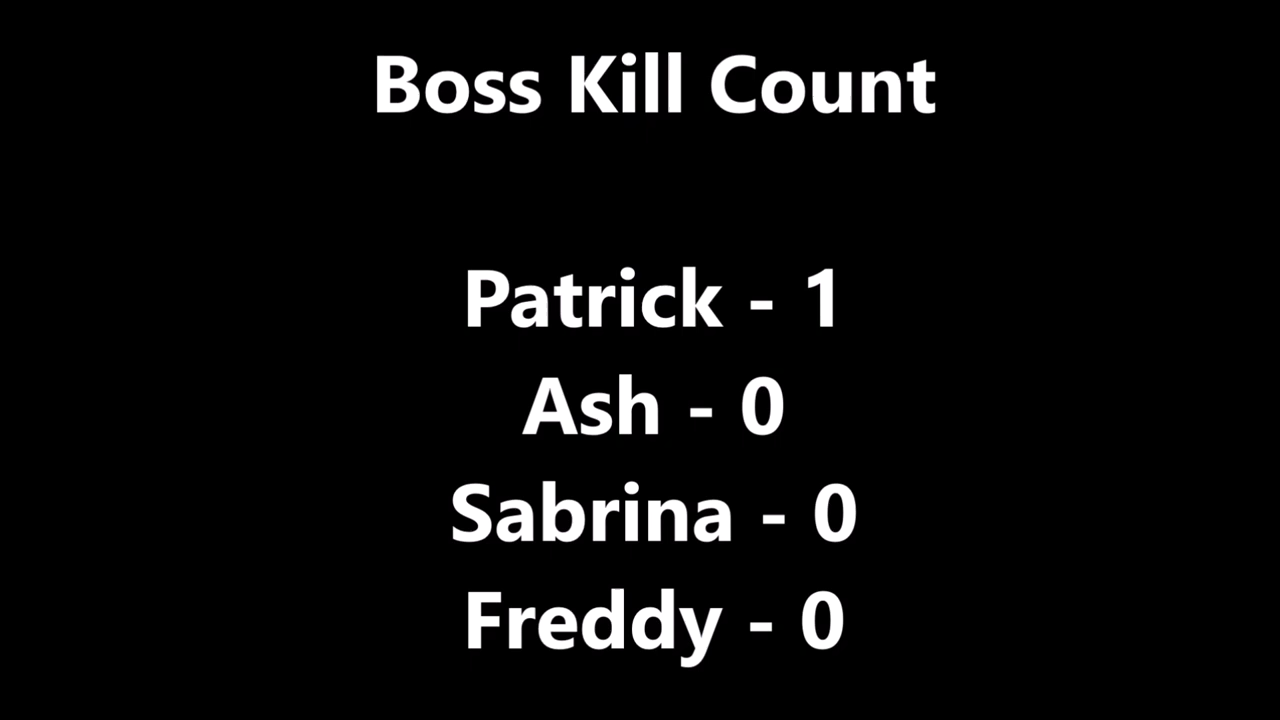 Boss Kill Count
Patrick - 1
Ash - 0
Sabrina - 0
Freddy - 0